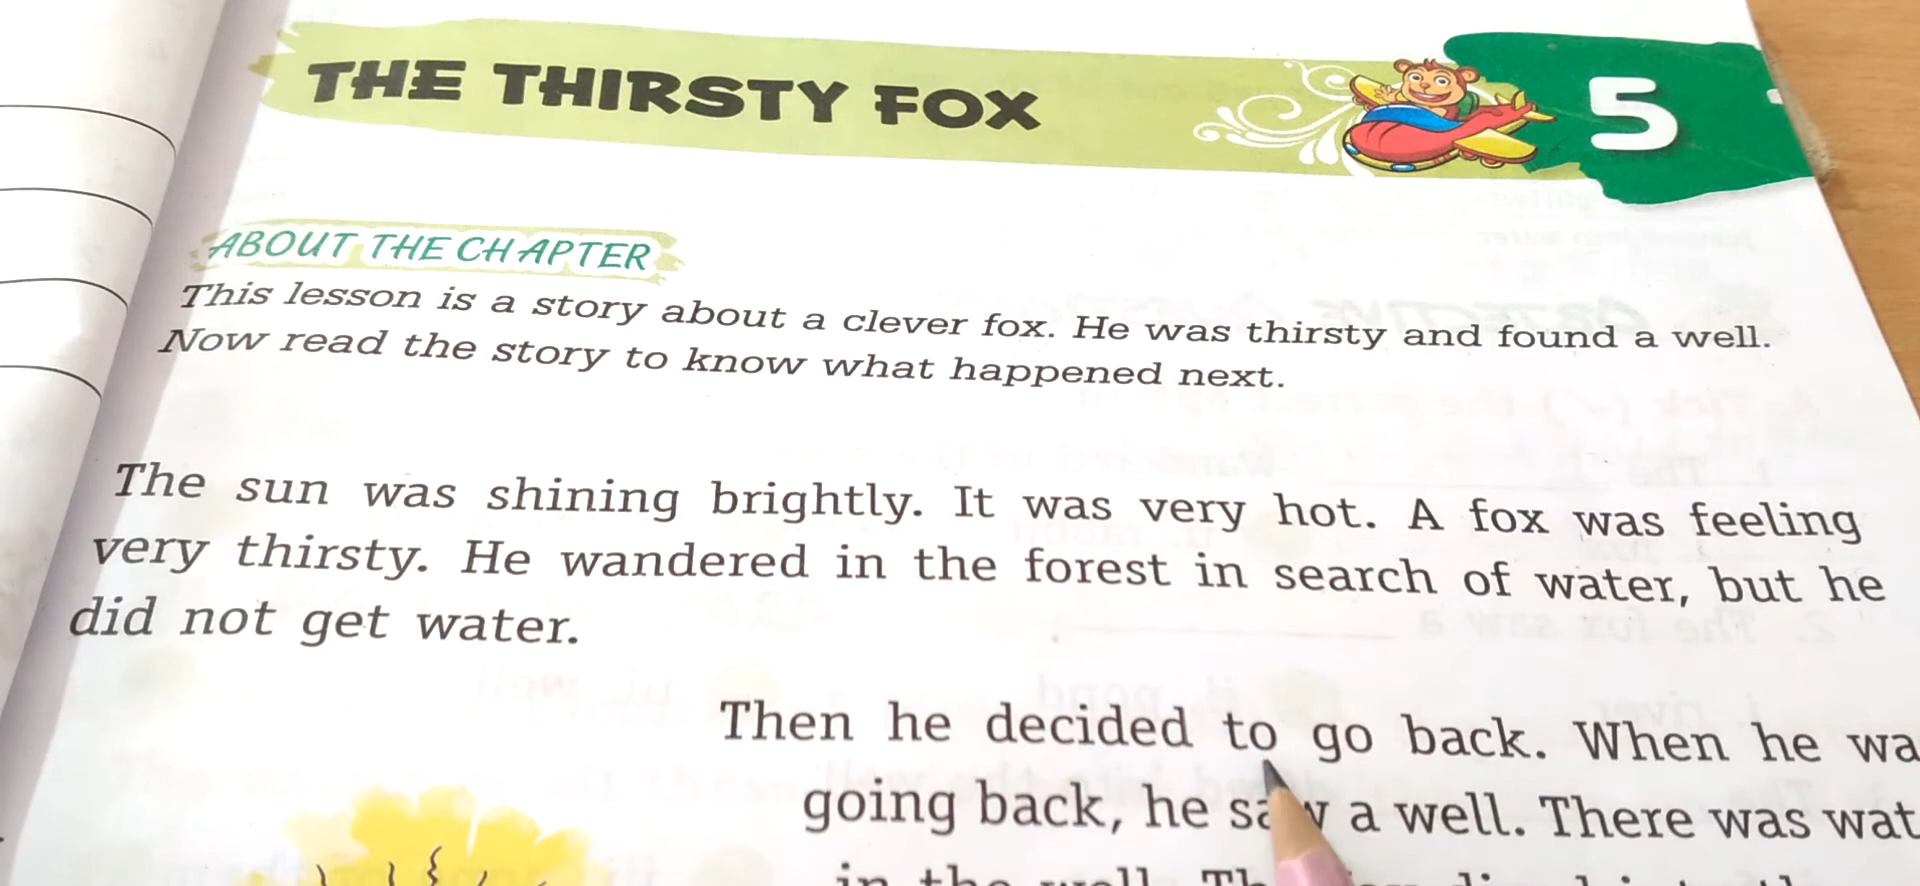 THE THIRSTY FOX
5
ABOUT THE CHAPTER
This lesson is a story about a clever fox. He was thirsty and found a well.
Now read the story to know what happened next.
The sun was shining brightly. It was very hot. A fox was feeling
very thirsty. He wandered in the forest in search of water, but he
did not get water.
Then he decided to go back. When he wa
going back, he saw a well. There was wat
in the well.